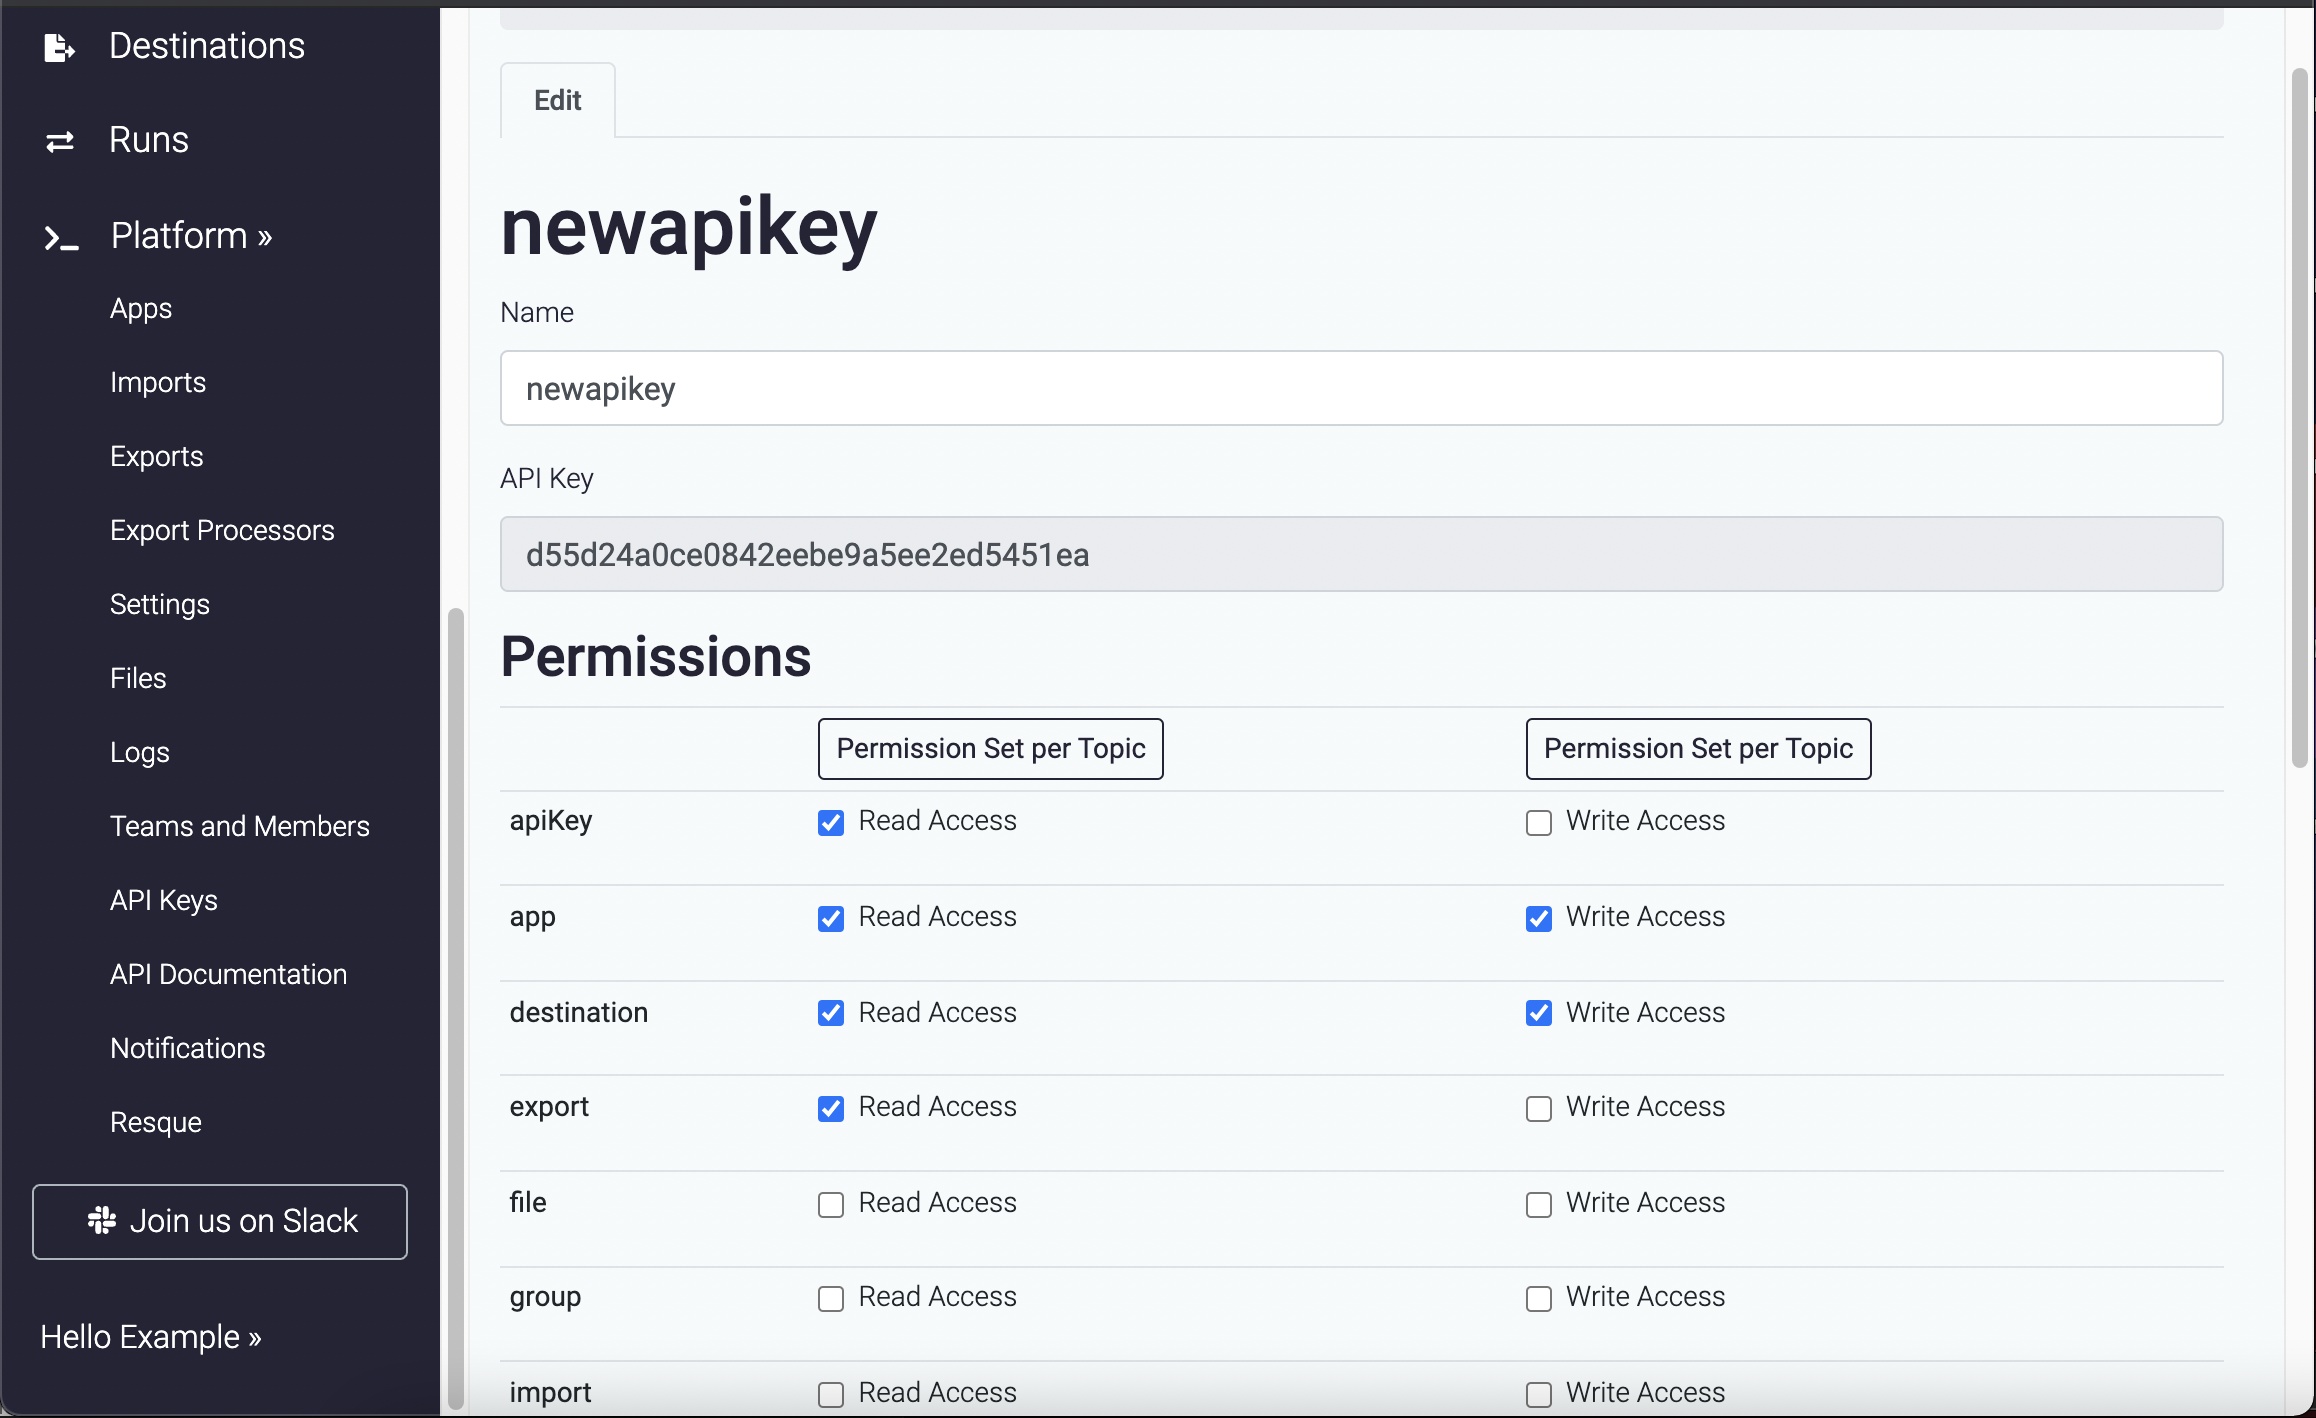 Destinations
Runs
Platform »
Apps
Imports
Exports
Export Processors
Settings
Files
Logs
Teams and Members
API Keys
API Documentation
Notifications
Resque
Join us on Slack
Hello Example »
Edit
newapikey
Name
newapikey
API Key
d55d24a0ce0842eebe9a5ee2ed5451ea
Permissions
Permission Set per Topic Permission Set per Topic
apiKey Read Access Write Access
app Read Access Write Access
destination Read Access Write Access
export Read Access Write Access
file Read Access Write Access
group Read Access Write Access
import Read Access Write Access